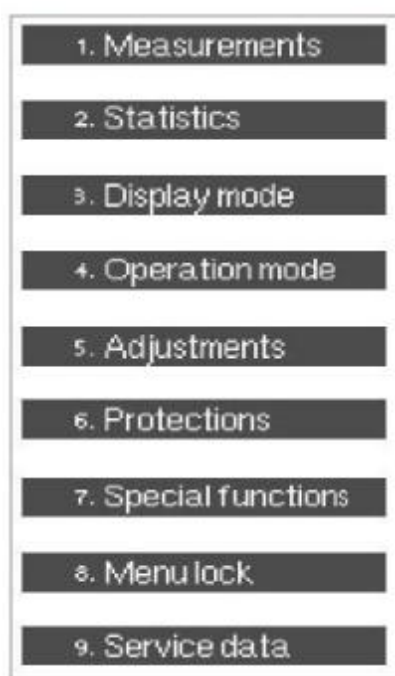 1. Measurements
2. Statistics
3. Display mode
4. Operation mode
5. Adjustments
6. Protections
7. Special functions
8. Menu lock
9. Service data